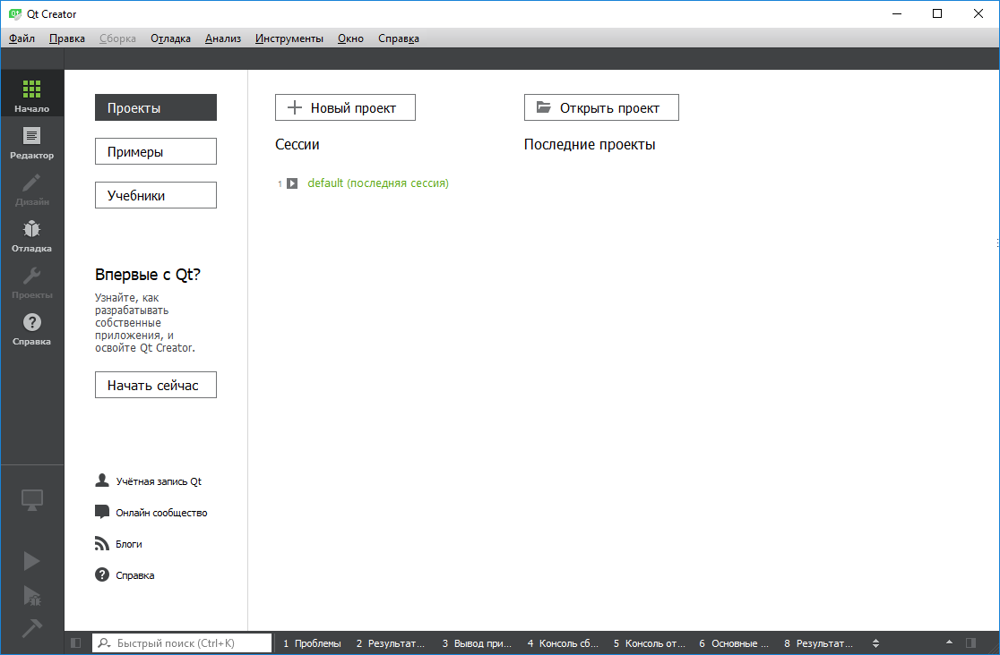 Qt Creator
Файл Правка Сборка Отладка Анализ Инструменты Окно Справка
Начало
Редактор
Дизайн
Отладка
Проекты
Справка
Проекты
Примеры
Учебники
Впервые с Qt?
Узнайте, как
разрабатывать
собственные
приложения, и
освойте Qt Creator.
Начать сейчас
Учётная запись Qt
Онлайн сообщество
Блоги
Справка
Новый проект
Открыть проект
Сессии
Последние проекты
1 default (последняя сессия)
Быстрый поиск (Ctrl+K)
1 Проблемы 2 Результат... 3 Вывод при... 4 Консоль сб... 5 Консоль от... 6 Основные ... 8 Результат...